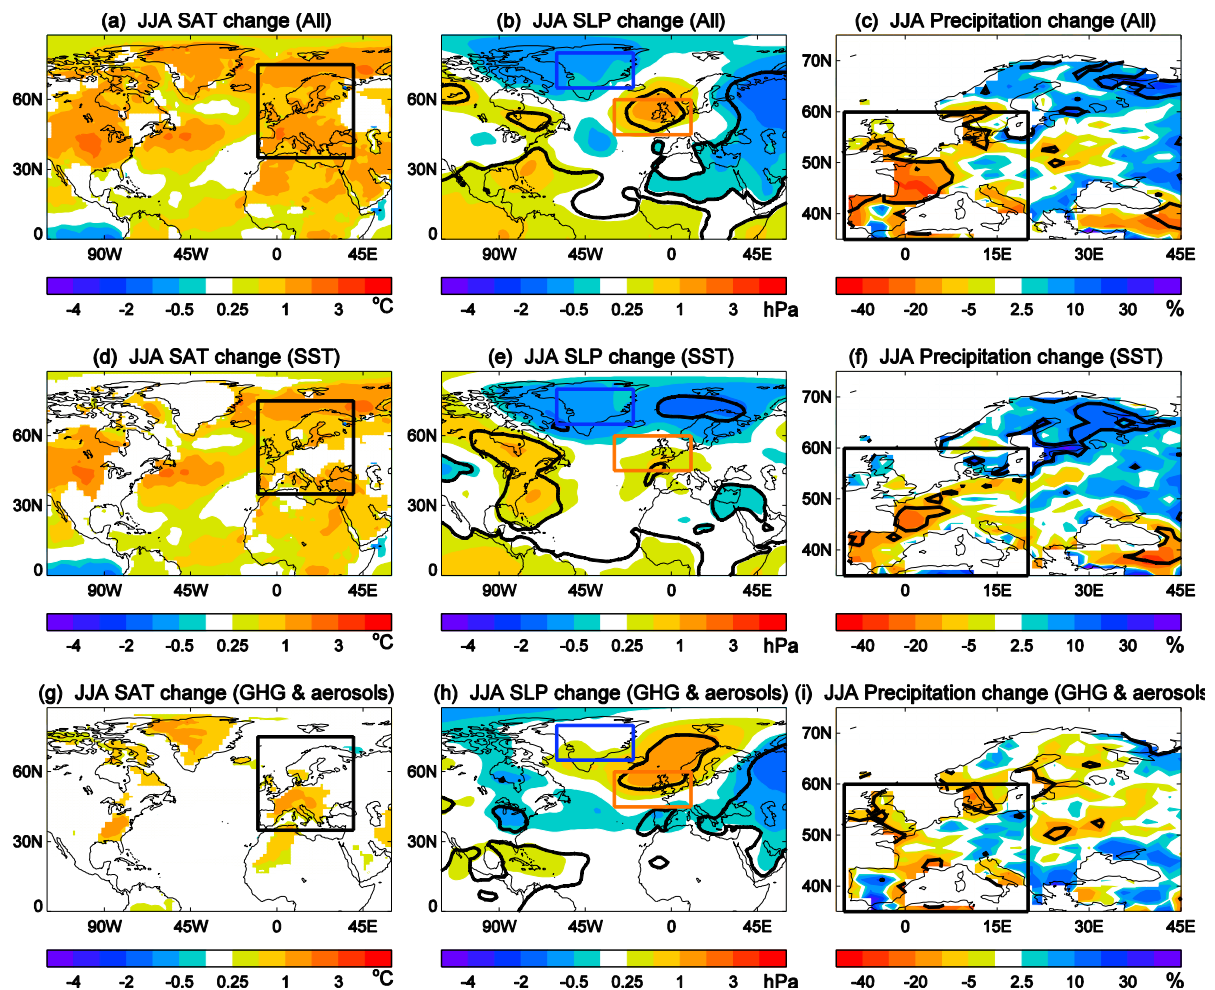 (a) JJA SAT change (All)
(b) JJA SLP change (All)
(c) JJA Precipitation change (All)
60N
30N
0
90W 45W 0 45E
-4 -2 -0.5 0.25 1 3 °C
60N
30N
0
90W 45W 0 45E
-4 -2 -0.5 0.25 1 3 hPa
70N
60N
50N
40N
0 15E 30E 45E
-40 -20 -5 2.5 10 30 %
(d) JJA SAT change (SST)
(e) JJA SLP change (SST)
(f) JJA Precipitation change (SST)
60N
30N
0
90W 45W 0 45E
-4 -2 -0.5 0.25 1 3 °C
60N
30N
0
90W 45W 0 45E
-4 -2 -0.5 0.25 1 3 hPa
70N
60N
50N
40N
0 15E 30E 45E
-40 -20 -5 2.5 10 30 %
(g) JJA SAT change (GHG & aerosols)
(h) JJA SLP change (GHG & aerosols)
(i) JJA Precipitation change (GHG & aerosols
60N
30N
0
90W 45W 0 45E
-4 -2 -0.5 0.25 1 3 °C
60N
30N
0
90W 45W 0 45E
-4 -2 -0.5 0.25 1 3 hPa
70N
60N
50N
40N
0 15E 30E 45E
-40 -20 -5 2.5 10 30 %